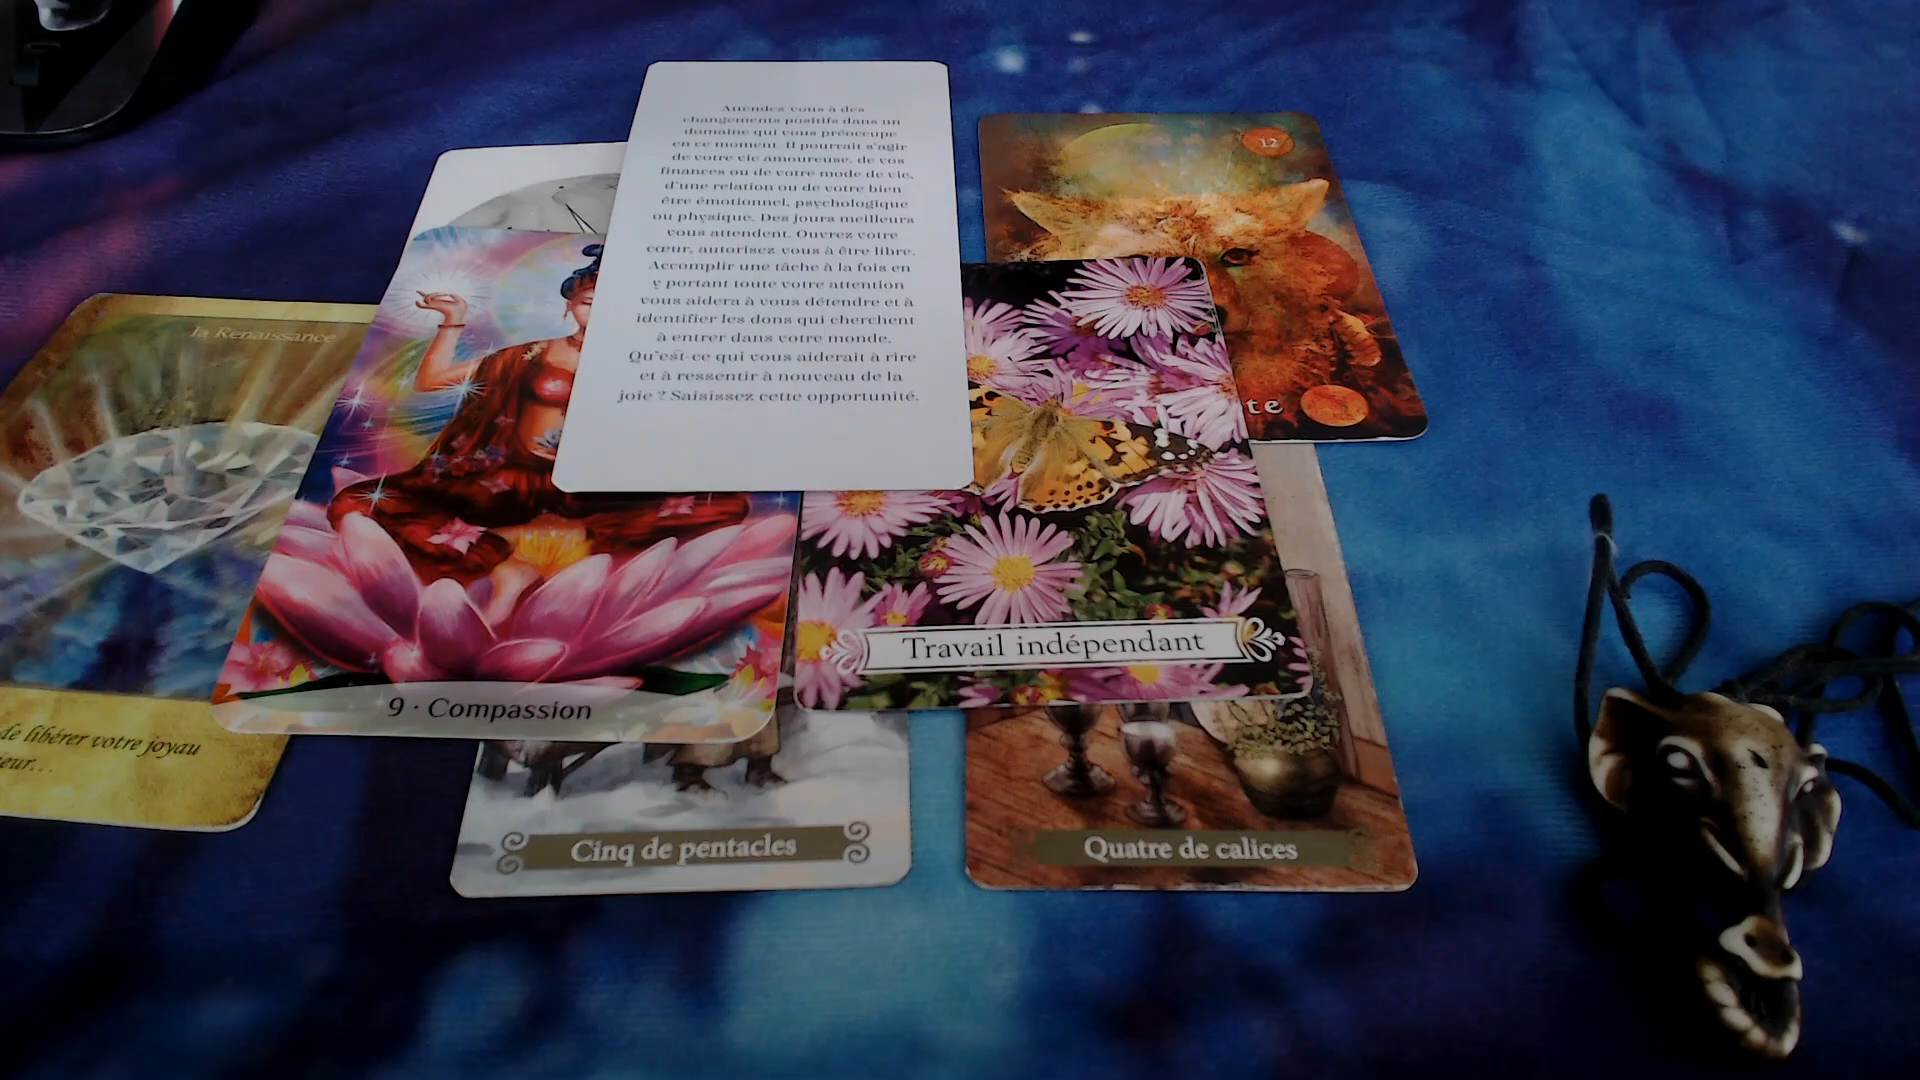 Attendez vous à des
changements positifs dans un
domaine qui vous préoccupe
en ce moment. Il pourrait s'agir
de votre vie amoureuse, de vos
finances ou de votre mode de vie,
d'une relation ou de votre bien
être émotionnel, psychologique
ou physique. Des jours meilleurs
vous attendent. Ouvrez votre
cœur, autorisez vous à être libre.
Accomplir une tâche à la fois en
y portant toute votre attention
vous aidera à vous détendre et à
identifier les dons qui cherchent
à entrer dans votre monde.
Qu'est-ce qui vous aiderait à rire
et à ressentir à nouveau de la
joie ? Saisissez cette opportunité.
12
te
la Renaissance
de libérer votre joyau
eur...
9 · Compassion
Travail indépendant
Cinq de pentacles
Quatre de calices